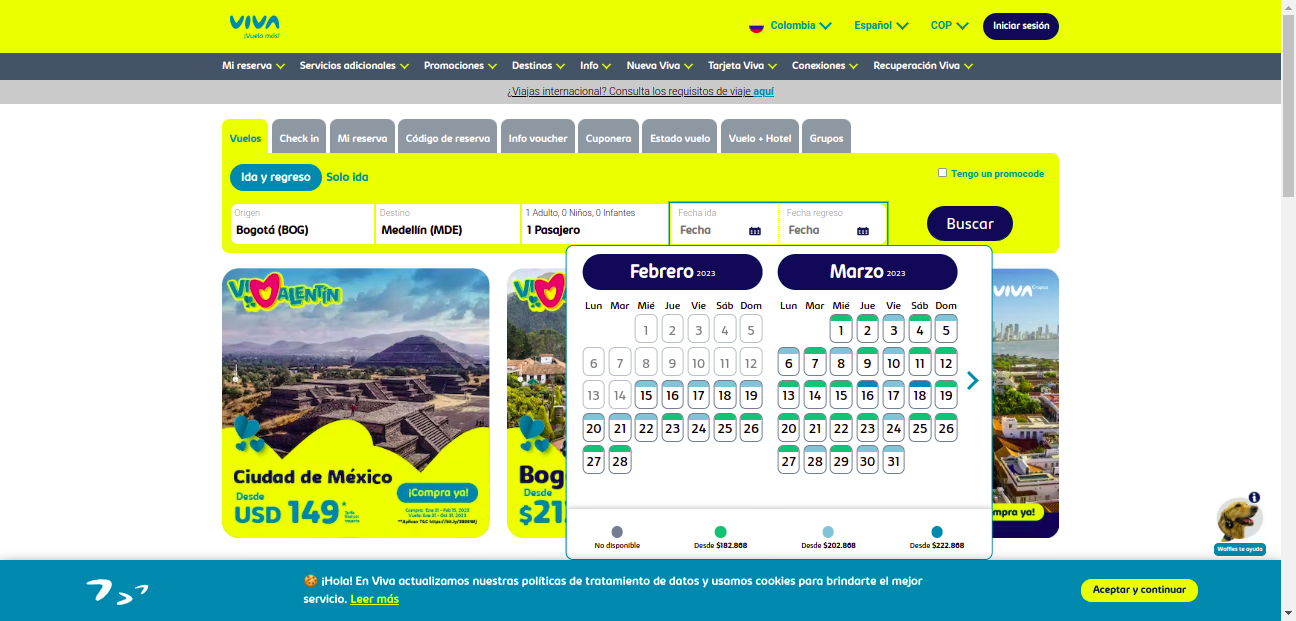 VIVA
¡Vuela más!
Colombia
Español
COP
Iniciar sesión
Mi reserva
Servicios adicionales
Promociones
Destinos
Info
Nueva Viva
Tarjeta Viva
Conexiones
Recuperación Viva
¿Viajas internacional? Consulta los requisitos de viaje aquí
Vuelos
Check in
Mi reserva
Código de reserva
Info voucher
Cuponera
Estado vuelo
Vuelo + Hotel
Grupos
Ida y regreso
Solo ida
Tengo un promocode
Origen
Bogotá (BOG)
Destino
Medellín (MDE)
1 Adulto, 0 Niños, 0 Infantes
1 Pasajero
Fecha ida
Fecha
Fecha regreso
Fecha
Buscar
Febrero 2023
Lun Mar Mié Jue Vie Sáb Dom
1 2 3 4 5
6 7 8 9 10 11 12
13 14 15 16 17 18 19
20 21 22 23 24 25 26
27 28
Marzo 2023
Lun Mar Mié Jue Vie Sáb Dom
1 2 3 4 5
6 7 8 9 10 11 12
13 14 15 16 17 18 19
20 21 22 23 24 25 26
27 28 29 30 31
No disponible
Desde $182.868
Desde $202.868
Desde $222.868
VIVALENTÍN
Ciudad de México
Desde
USD 149*
¡Compra ya!
Bog
Desde
$21
VIVA Grupos
mpra ya!
Waffles te ayuda
🍪 ¡Hola! En Viva actualizamos nuestras políticas de tratamiento de datos y usamos cookies para brindarte el mejor
servicio. Leer más
Aceptar y continuar